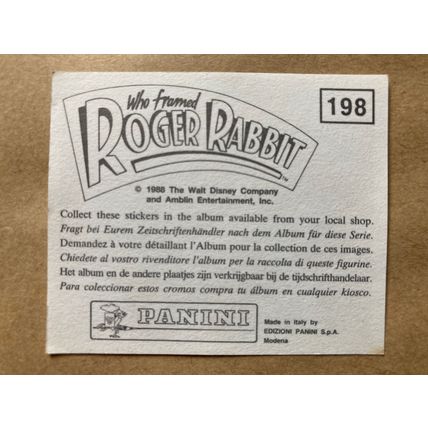 Who Framed
ROGER RABBIT
TM
198
© 1988 The Walt Disney Company
and Amblin Entertainment, Inc.
Collect these stickers in the album available from your local shop.
Fragt bei Eurem Zeitschriftenhändler nach dem Album für diese Serie.
Demandez à votre détaillant l'Album pour la collection de ces images.
Chiedete al vostro rivenditore l'album per la raccolta di queste figurine.
Het album en de andere plaatjes zijn verkrijgbaar bij de tijdschrifthandelaar.
Para coleccionar estos cromos compra tu álbum en cualquier kiosco.
PANINI
Made in Italy by
EDIZIONI PANINI S.p.A.
Modena